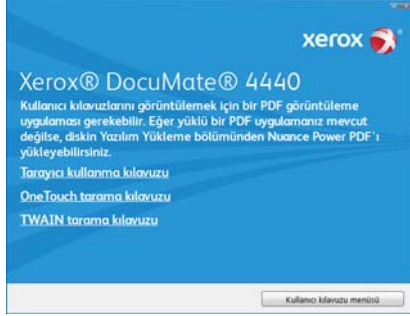 xerox
Xerox® DocuMate® 4440
Kullanıcı kılavuzlarını görüntülemek için bir PDF görüntüleme
uygulaması gerekebilir. Eğer yüklü bir PDF uygulamanız mevcut
değilse, diskin Yazılım Yükleme bölümünden Nuance Power PDF'ı
yükleyebilirsiniz.
Tarayıcı kullanma kılavuzu
OneTouch tarama kılavuzu
TWAIN tarama kılavuzu
Kullanıcı kılavuzu menüsü